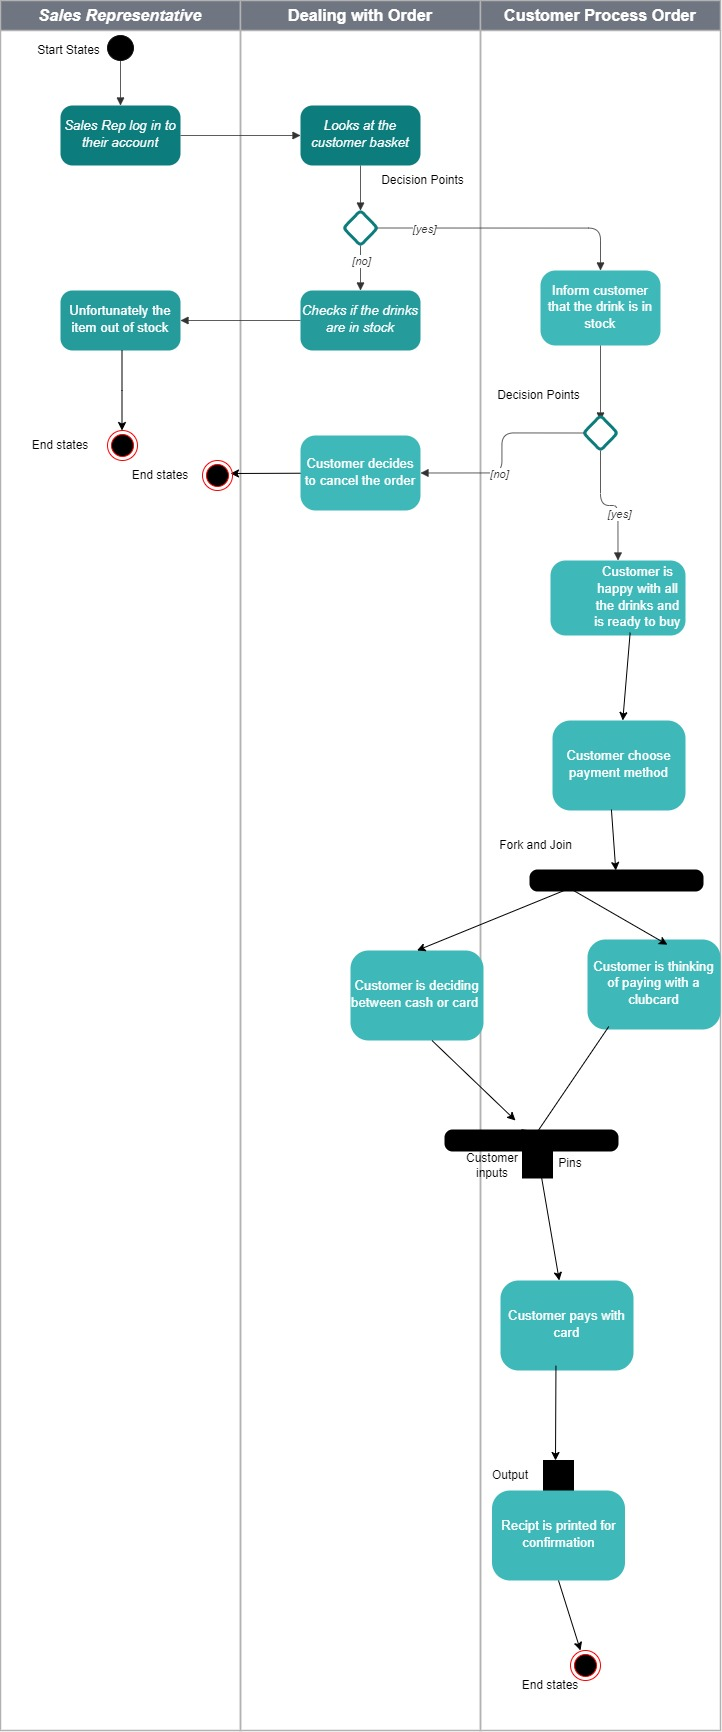 Sales Representative
Dealing with Order
Customer Process Order
Start States
Sales Rep log in to
their account
Looks at the
customer basket
Decision Points
[yes]
[no]
Inform customer
that the drink is in
stock
Unfortunately the
item out of stock
Checks if the drinks
are in stock
Decision Points
End states
End states
Customer decides
to cancel the order
[no]
[yes]
Customer is
happy with all
the drinks and
is ready to buy
Customer choose
payment method
Fork and Join
Customer is deciding
between cash or card
Customer is thinking
of paying with a
clubcard
Customer
inputs
Pins
Customer pays with
card
Output
Recipt is printed for
confirmation
End states